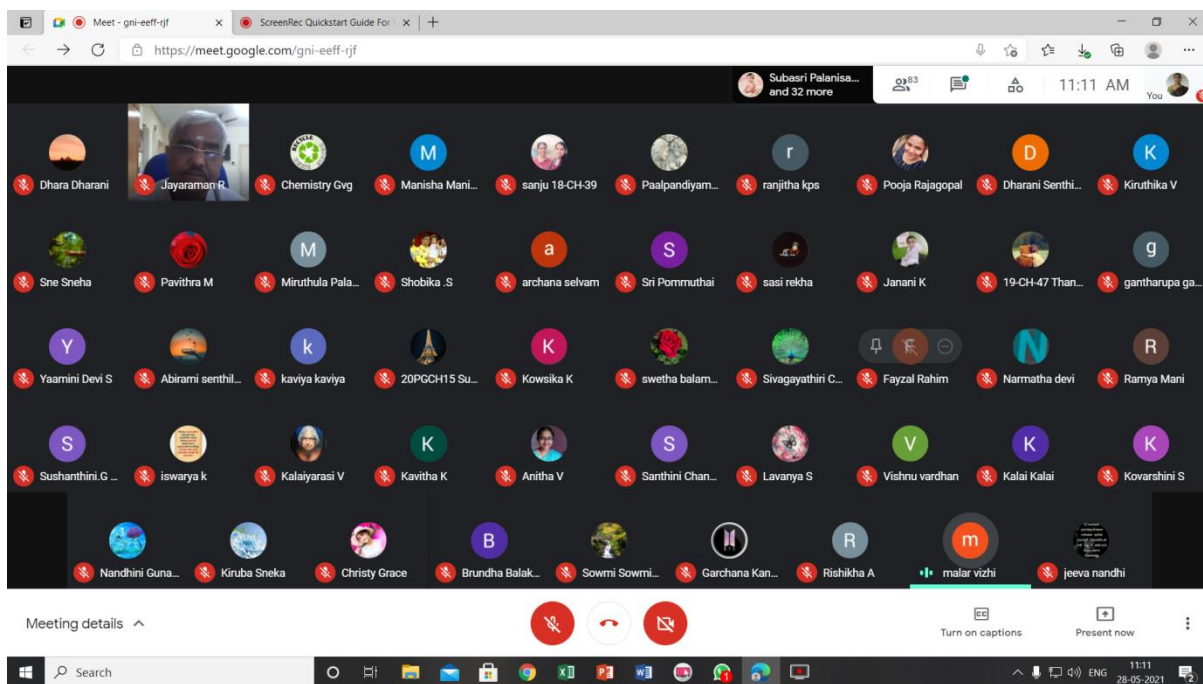 Meet - gni-eeff-rjf
ScreenRec Quickstart Guide For
https://meet.google.com/gni-eeff-rjf
Subasri Palanisa...
and 32 more
83
11:11 AM
You
Dhara Dharani
Jayaraman R
RECYCLE
Chemistry Gvg
M
Manisha Mani...
sanju 18-CH-39
Paalpandiyam...
r
ranjitha kps
Pooja Rajagopal
D
Dharani Senthi...
K
Kiruthika V
Sne Sneha
Pavithra M
M
Miruthula Pala...
Shobika .S
a
archana selvam
S
Sri Pommuthai
sasi rekha
Janani K
19-CH-47 Than...
g
gantharupa ga...
Y
Yaamini Devi S
Abirami senthil...
k
kaviya kaviya
20PGCH15 Su...
K
Kowsika K
swetha balam...
Sivagayathiri C...
F
Fayzal Rahim
N
Narmatha devi
R
Ramya Mani
S
Sushanthini.G ...
iswarya k
Kalaiyarasi V
K
Kavitha K
Anitha V
S
Santhini Chan...
Lavanya S
V
Vishnu vardhan
K
Kalai Kalai
K
Kovarshini S
Nandhini Guna...
Kiruba Sneka
Christy Grace
B
Brundha Balak...
Sowmi Sowmi...
Garchana Kan...
R
Rishikha A
m
malar vizhi
jeeva nandhi
Meeting details
CC
Turn on captions
Present now
Search
ENG
11:11
28-05-2021